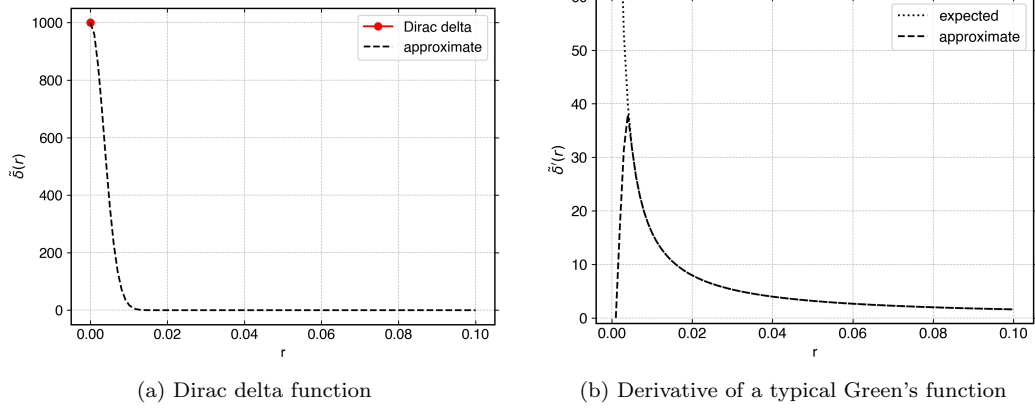 1000
800
600
400
200
0
δ̃(r)
Dirac delta
approximate
0.00 0.02 0.04 0.06 0.08 0.10
r
(a) Dirac delta function
50
40
30
20
10
0
δ̃′(r)
expected
approximate
0.00 0.02 0.04 0.06 0.08 0.10
r
(b) Derivative of a typical Green's function